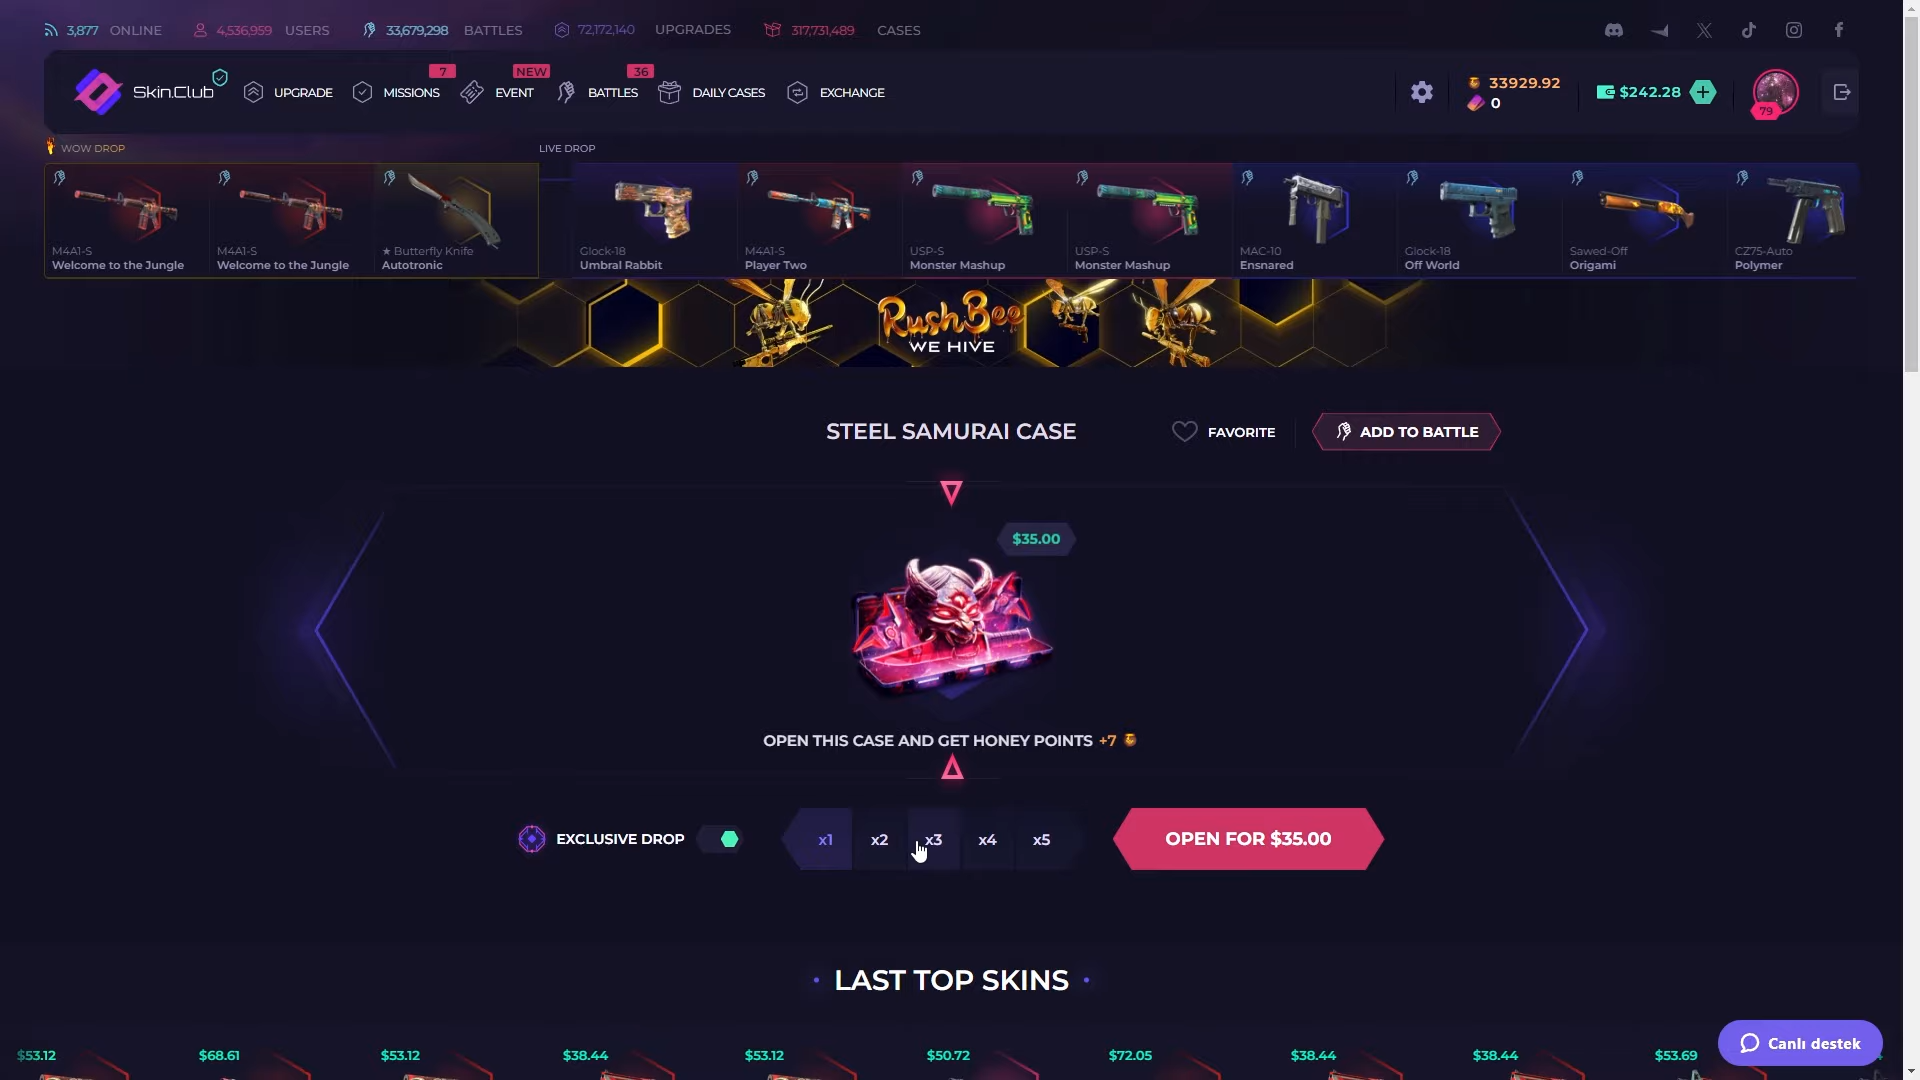 3,877 ONLINE 4,536,959 USERS 33,679,298 BATTLES 72,172,140 UPGRADES 317,731,489 CASES
Skin.Club UPGRADE MISSIONS 7 EVENT NEW BATTLES 36 DAILY CASES EXCHANGE
33929.92
0
$242.28
79
WOW DROP
LIVE DROP
M4A1-S
Welcome to the Jungle
M4A1-S
Welcome to the Jungle
★ Butterfly Knife
Autotronic
Glock-18
Umbral Rabbit
M4A1-S
Player Two
USP-S
Monster Mashup
USP-S
Monster Mashup
MAC-10
Ensnared
Glock-18
Off World
Sawed-Off
Origami
CZ75-Auto
Polymer
RushBee
WE HIVE
STEEL SAMURAI CASE
FAVORITE
ADD TO BATTLE
$35.00
OPEN THIS CASE AND GET HONEY POINTS +7
EXCLUSIVE DROP
x1 x2 x3 x4 x5
OPEN FOR $35.00
• LAST TOP SKINS •
$53.12 $68.61 $53.12 $38.44 $53.12 $50.72 $72.05 $38.44 $38.44 $53.69
Canlı destek